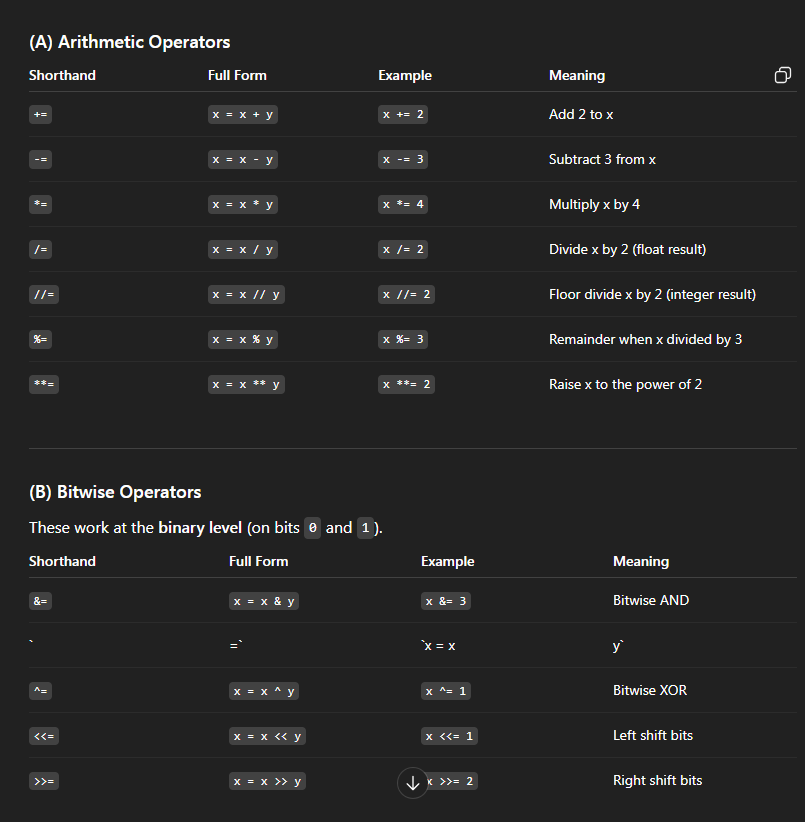 (A) Arithmetic Operators
Shorthand Full Form Example Meaning
+= x = x + y x += 2 Add 2 to x
-= x = x - y x -= 3 Subtract 3 from x
*= x = x * y x *= 4 Multiply x by 4
/= x = x / y x /= 2 Divide x by 2 (float result)
//= x = x // y x //= 2 Floor divide x by 2 (integer result)
%= x = x % y x %= 3 Remainder when x divided by 3
**= x = x ** y x **= 2 Raise x to the power of 2
(B) Bitwise Operators
These work at the binary level (on bits 0 and 1).
Shorthand Full Form Example Meaning
&= x = x & y x &= 3 Bitwise AND
` =` `x = x y`
^= x = x ^ y x ^= 1 Bitwise XOR
<<= x = x << y x <<= 1 Left shift bits
>>= x = x >> y x >>= 2 Right shift bits